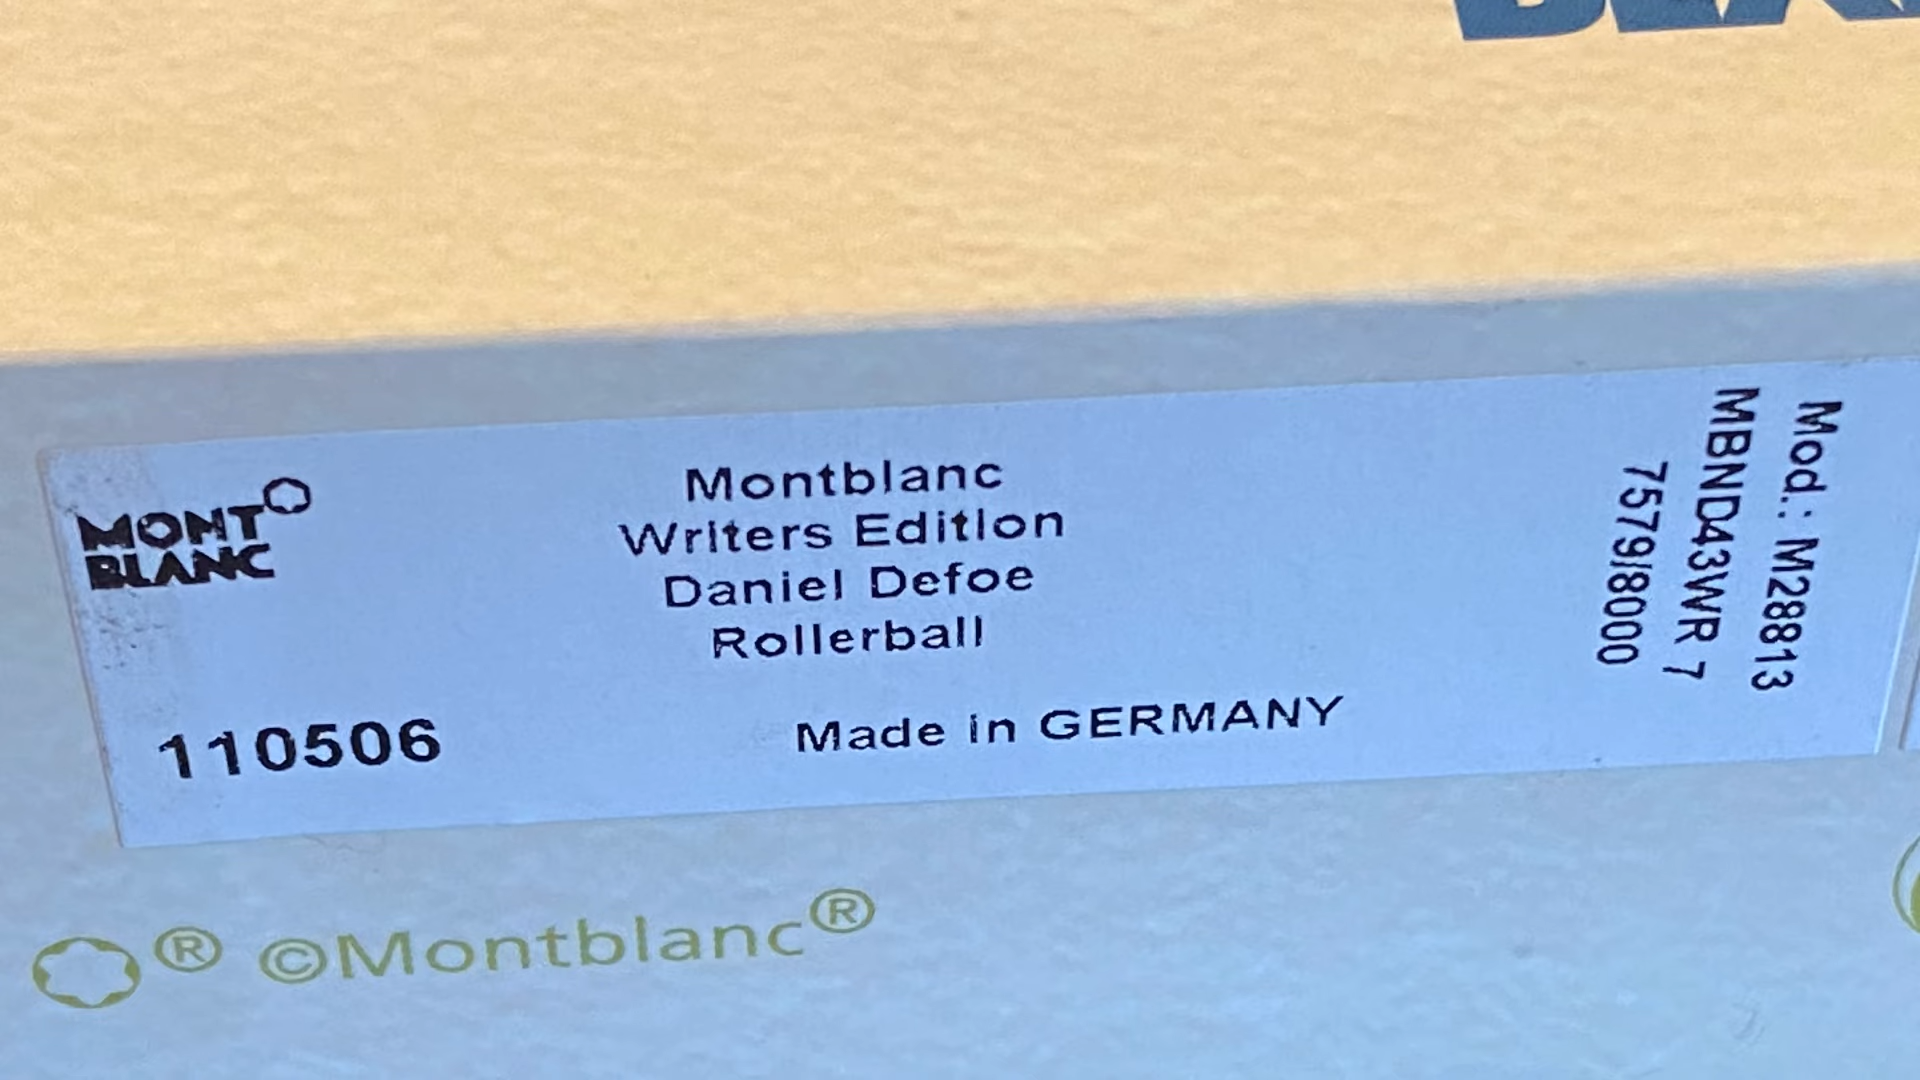 MONT
BLANC
Montblanc
Writers Edition
Daniel Defoe
Rollerball
110506
Made in GERMANY
Mod.: M28813
MBND43WR 7
7579/8000
® ©Montblanc®